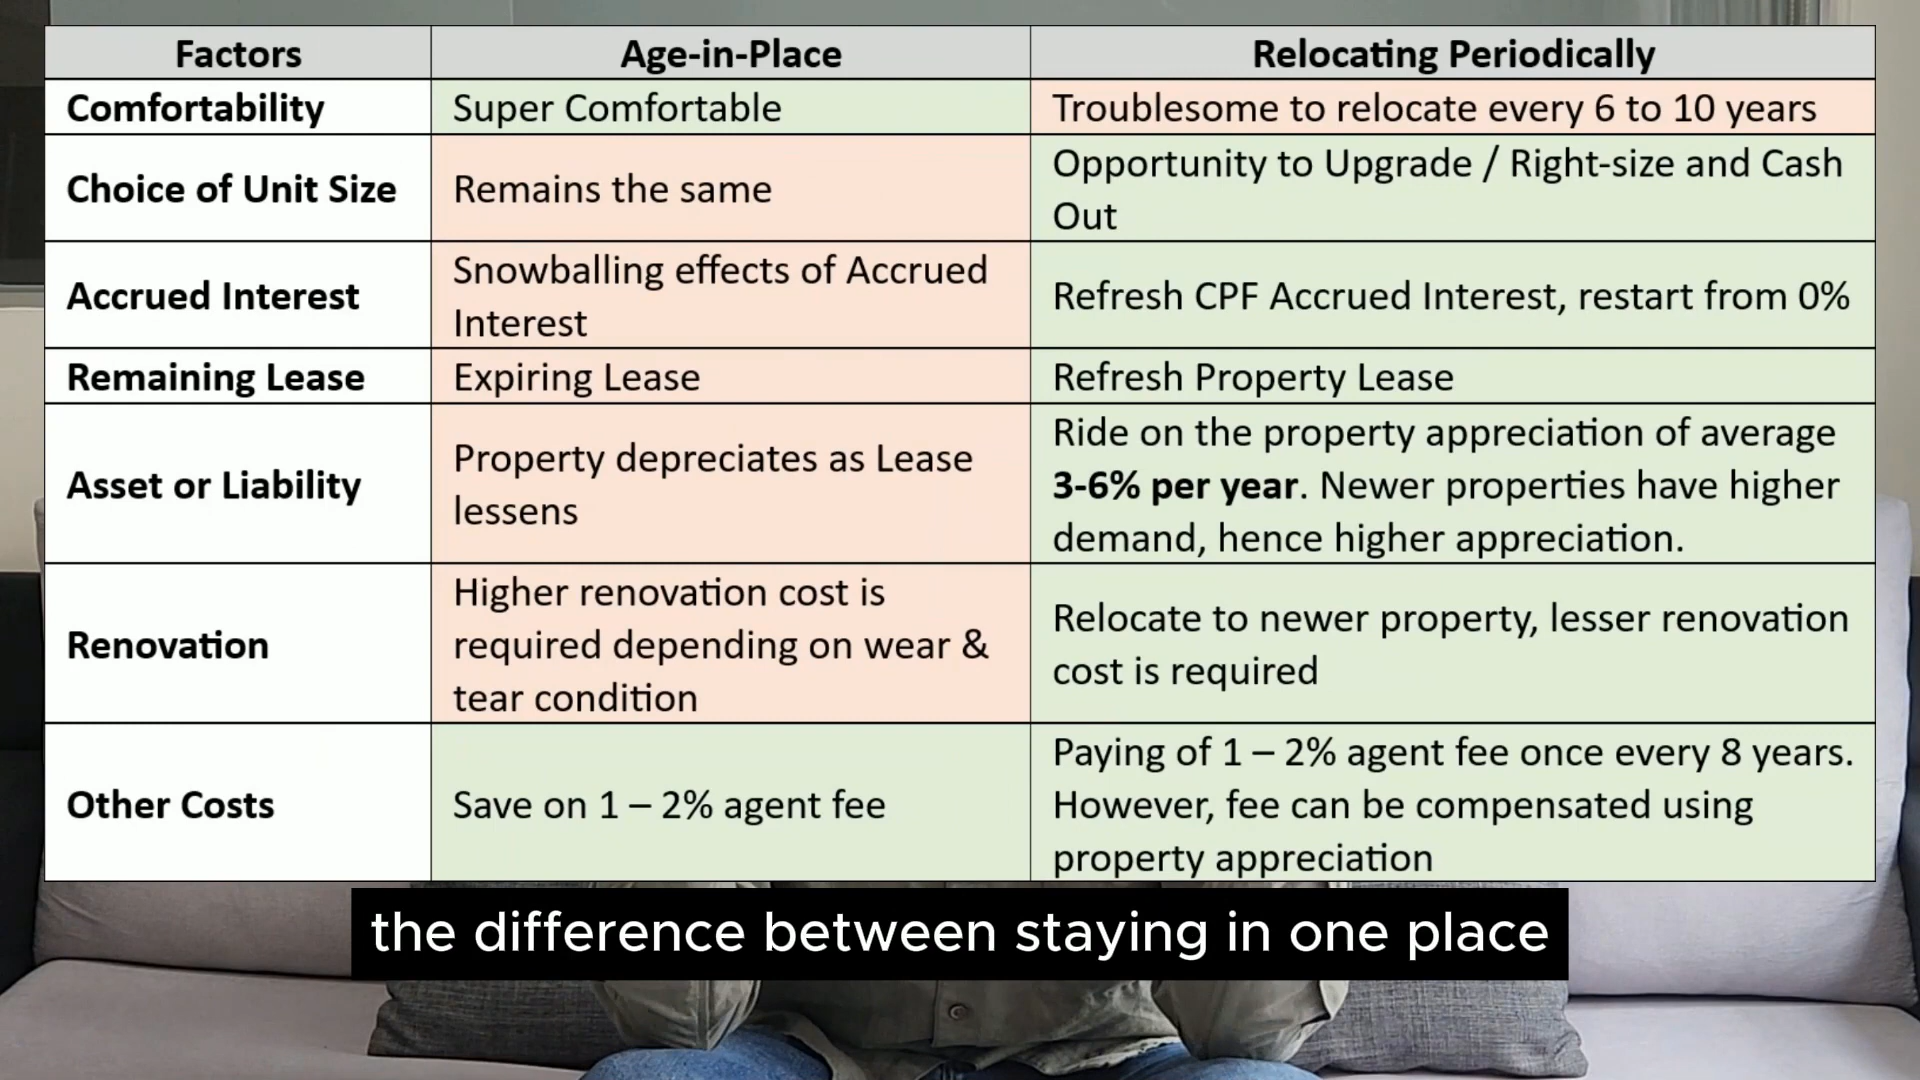 Factors Age-in-Place Relocating Periodically
Comfortability Super Comfortable Troublesome to relocate every 6 to 10 years
Choice of Unit Size Remains the same
Opportunity to Upgrade / Right-size and Cash
Out
Accrued Interest
Snowballing effects of Accrued
Interest
Refresh CPF Accrued Interest, restart from 0%
Remaining Lease Expiring Lease Refresh Property Lease
Asset or Liability
Property depreciates as Lease
lessens
Ride on the property appreciation of average
3-6% per year. Newer properties have higher
demand, hence higher appreciation.
Renovation
Higher renovation cost is
required depending on wear &
tear condition
Relocate to newer property, lesser renovation
cost is required
Other Costs
Save on 1 – 2% agent fee
Paying of 1 – 2% agent fee once every 8 years.
However, fee can be compensated using
property appreciation
the difference between staying in one place